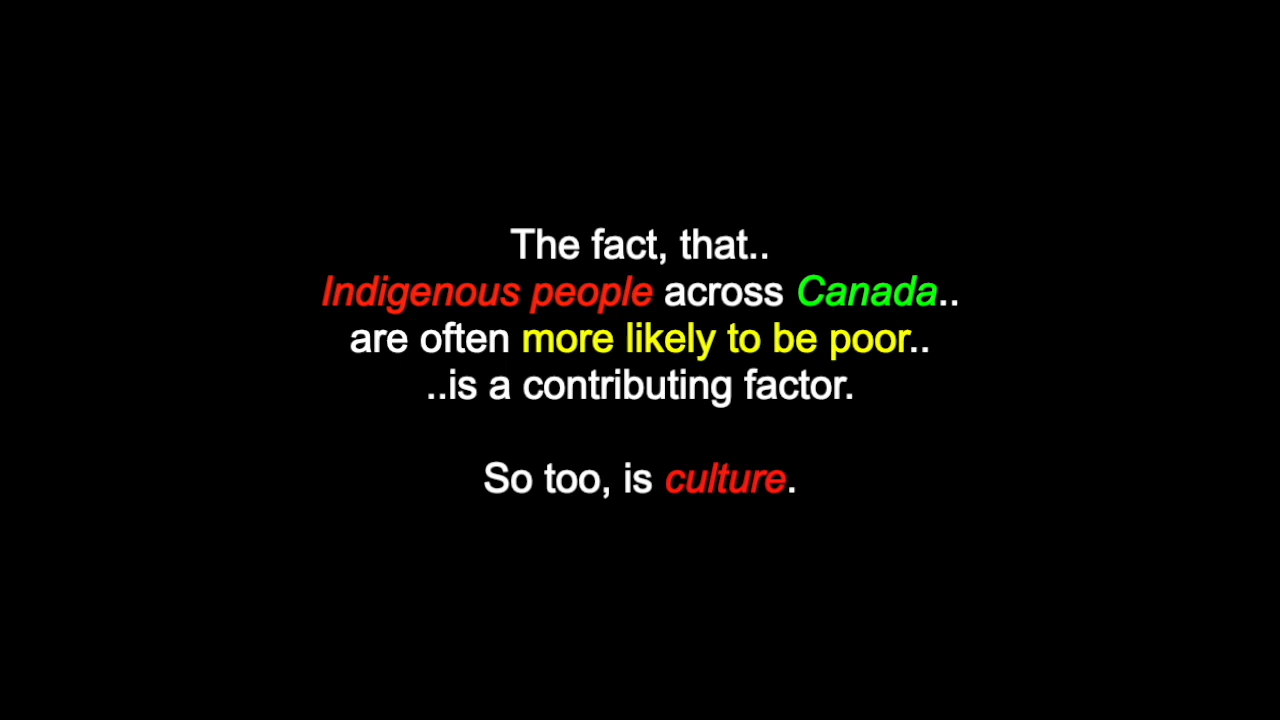 The fact, that..
Indigenous people across Canada..
are often more likely to be poor..
..is a contributing factor.
So too, is culture.